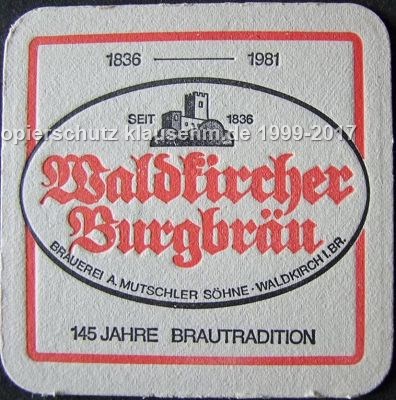 1836 — 1981
SEIT 1836
opierschutz klausehm.de 1999-2017
Waldkircher
Burgbräu
BRAUEREI A. MUTSCHLER SÖHNE · WALDKIRCH I. BR.
145 JAHRE BRAUTRADITION